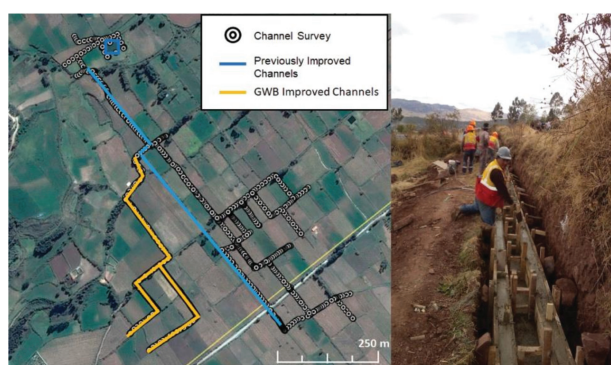 Channel Survey
Previously Improved
Channels
GWB Improved Channels
250 m